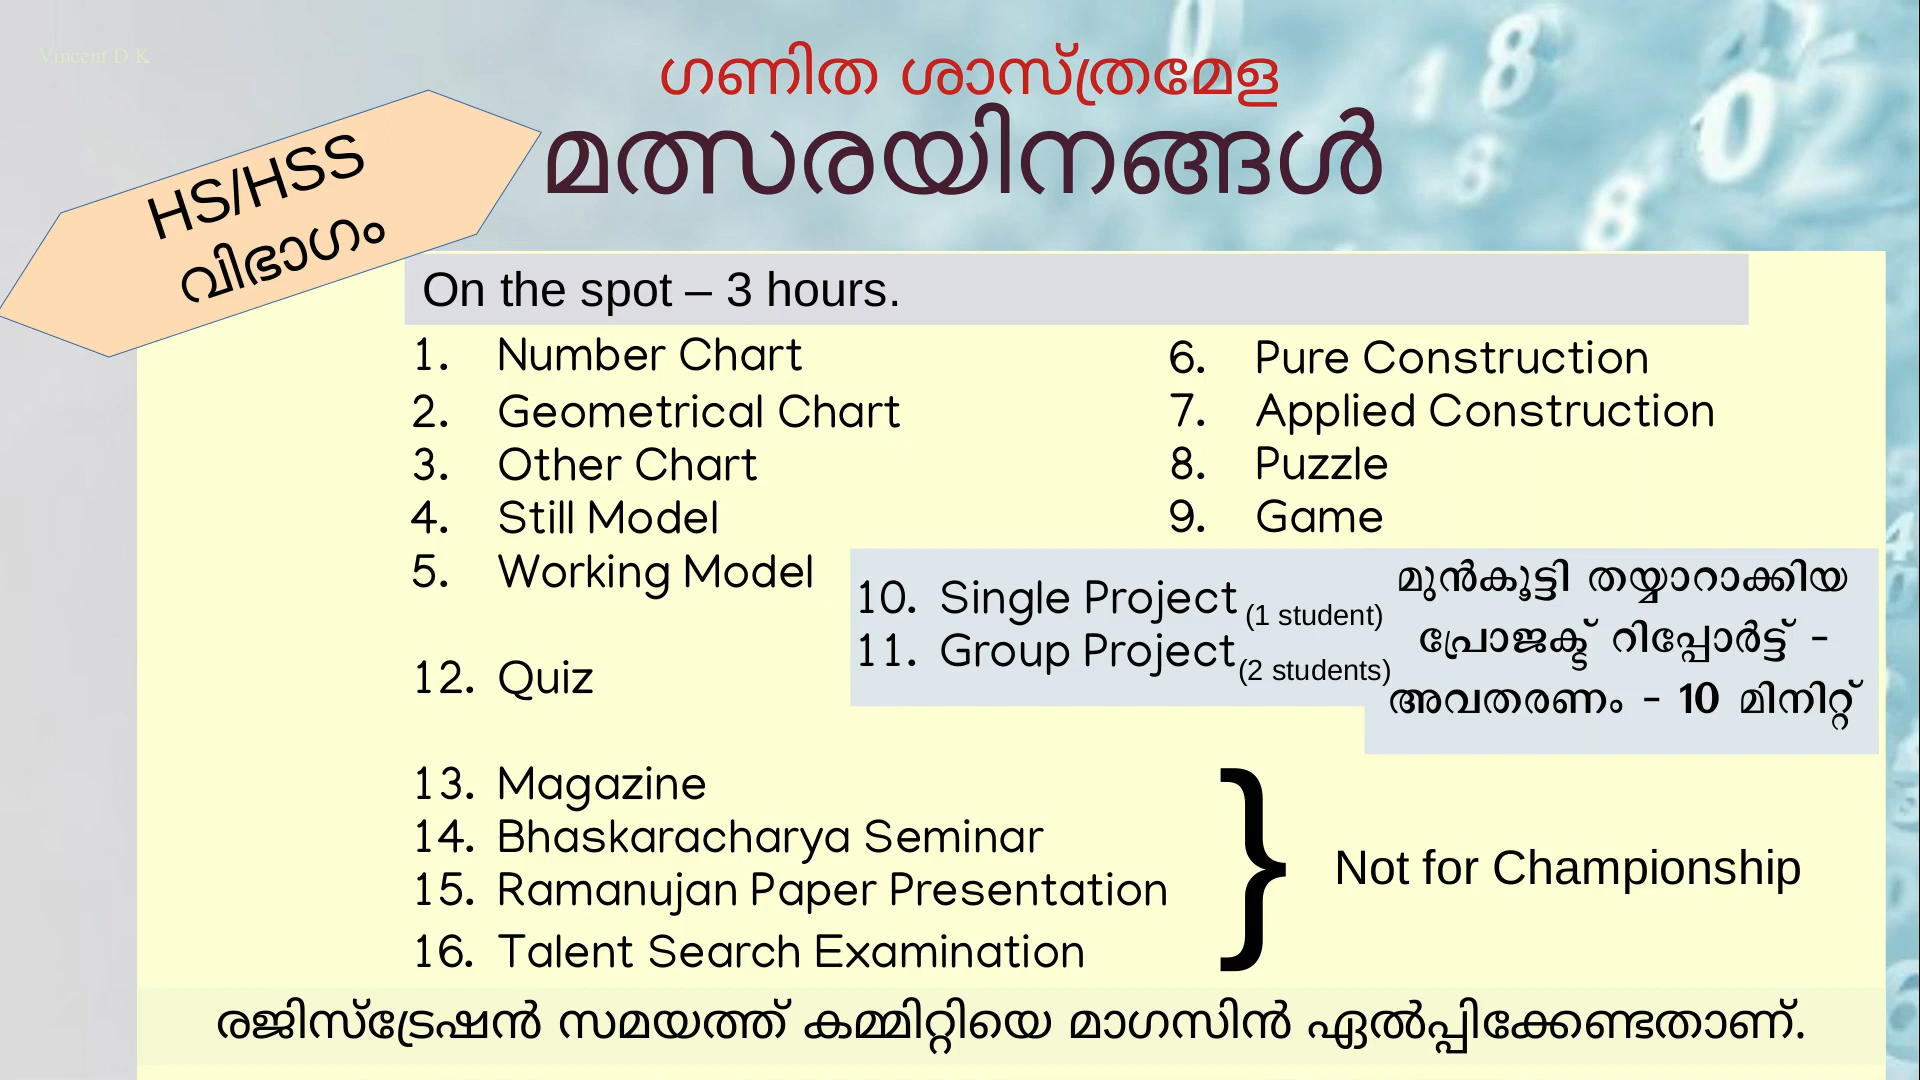 Vincent D K
ഗണിത ശാസ്ത്രമേള
മത്സരയിനങ്ങൾ
HS/HSS
വിഭാഗം
On the spot – 3 hours.
1. Number Chart
2. Geometrical Chart
3. Other Chart
4. Still Model
5. Working Model
6. Pure Construction
7. Applied Construction
8. Puzzle
9. Game
10. Single Project (1 student)
11. Group Project (2 students)
മുൻകൂട്ടി തയ്യാറാക്കിയ
പ്രോജക്ട് റിപ്പോർട്ട് -
അവതരണം - 10 മിനിറ്റ്
12. Quiz
13. Magazine
14. Bhaskaracharya Seminar
15. Ramanujan Paper Presentation
16. Talent Search Examination
} Not for Championship
രജിസ്ട്രേഷൻ സമയത്ത് കമ്മിറ്റിയെ മാഗസിൻ ഏൽപ്പിക്കേണ്ടതാണ്.